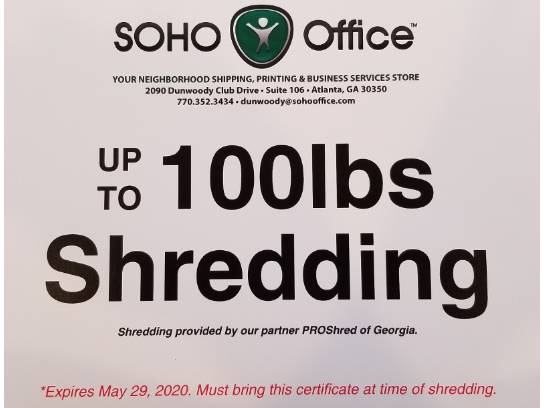 SOHO Office™
YOUR NEIGHBORHOOD SHIPPING, PRINTING & BUSINESS SERVICES STORE
2090 Dunwoody Club Drive • Suite 106 • Atlanta, GA 30350
770.352.3434 • dunwoody@sohooffice.com
UP TO 100lbs
Shredding
Shredding provided by our partner PROShred of Georgia.
*Expires May 29, 2020. Must bring this certificate at time of shredding.